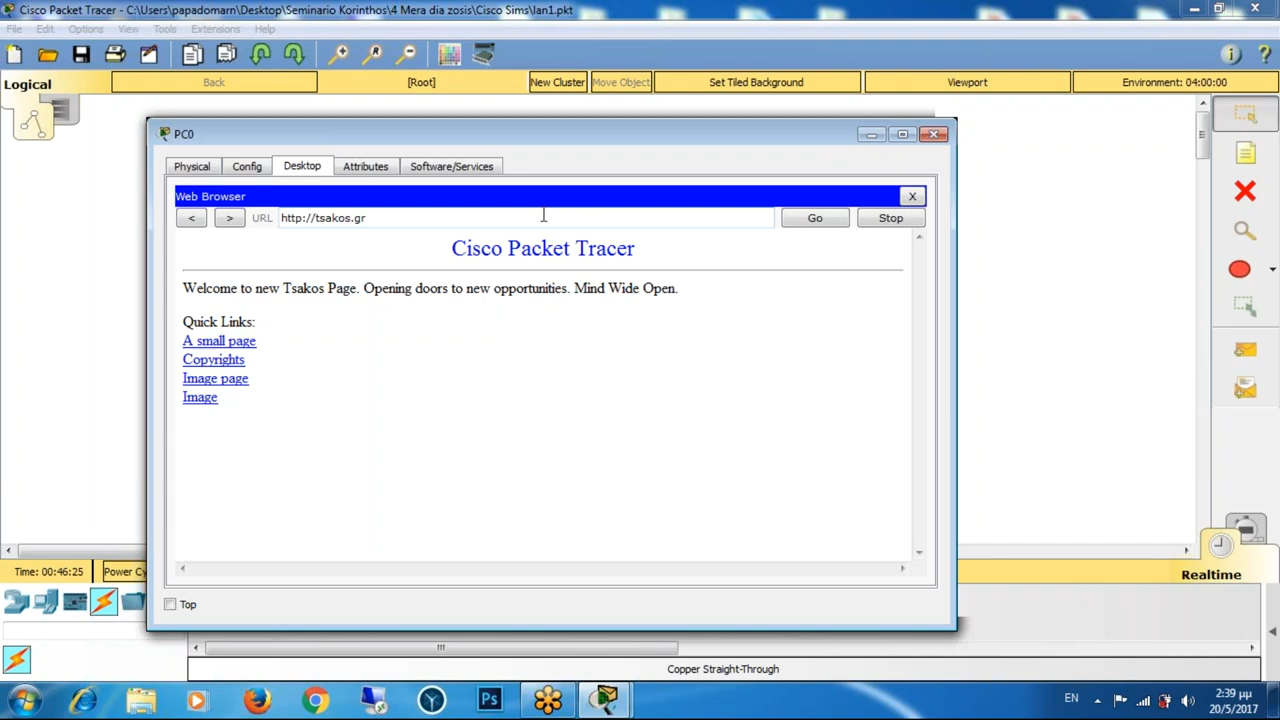 Cisco Packet Tracer - C:\Users\papadomarn\Desktop\Seminario Korinthos\4 Mera dia zosis\Cisco Sims\lan1.pkt
File Edit Options View Tools Extensions Help
Logical Back [Root] New Cluster Move Object Set Tiled Background Viewport Environment: 04:00:00
PC0
Physical Config Desktop Attributes Software/Services
Web Browser X
< > URL http://tsakos.gr Go Stop
Cisco Packet Tracer
Welcome to new Tsakos Page. Opening doors to new opportunities. Mind Wide Open.
Quick Links:
A small page
Copyrights
Image page
Image
Time: 00:46:25 Power Cy
Realtime
Top
Copper Straight-Through
Ps
EN 2:39 μμ
20/5/2017